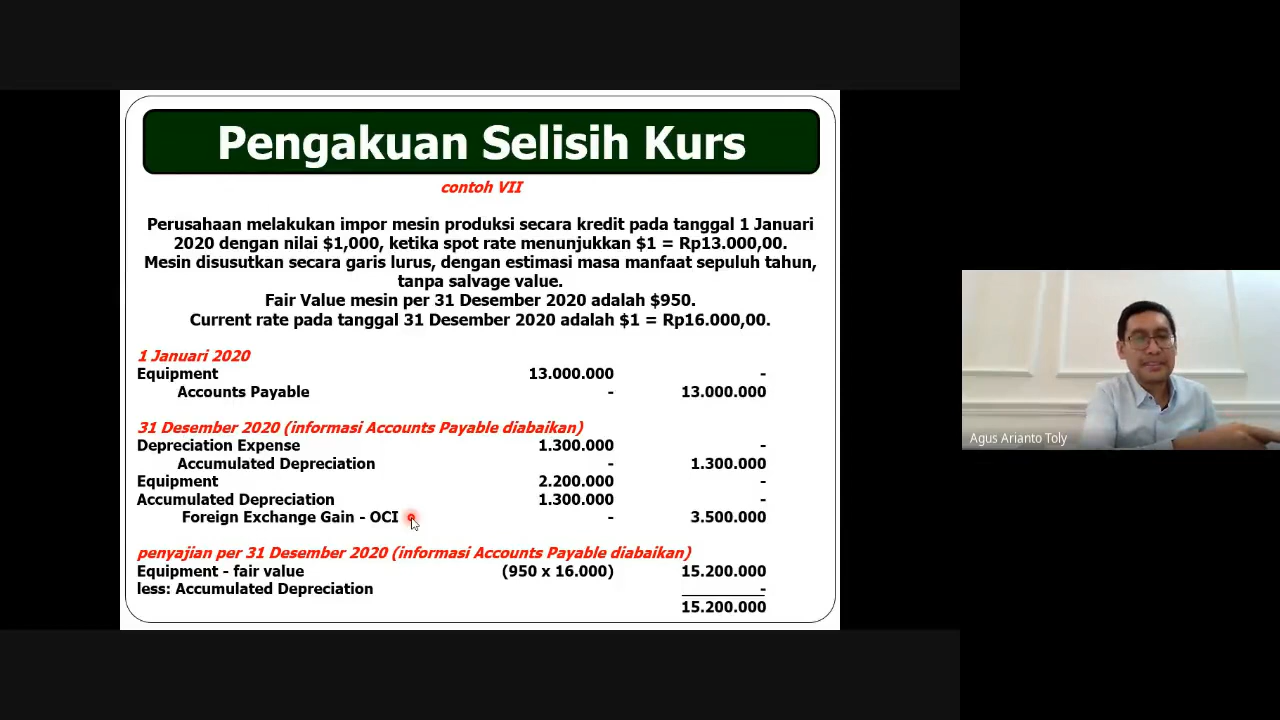 Pengakuan Selisih Kurs
contoh VII
Perusahaan melakukan impor mesin produksi secara kredit pada tanggal 1 Januari
2020 dengan nilai $1,000, ketika spot rate menunjukkan $1 = Rp13.000,00.
Mesin disusutkan secara garis lurus, dengan estimasi masa manfaat sepuluh tahun,
tanpa salvage value.
Fair Value mesin per 31 Desember 2020 adalah $950.
Current rate pada tanggal 31 Desember 2020 adalah $1 = Rp16.000,00.
1 Januari 2020
Equipment 13.000.000 -
Accounts Payable - 13.000.000
31 Desember 2020 (informasi Accounts Payable diabaikan)
Depreciation Expense 1.300.000 -
Accumulated Depreciation - 1.300.000
Equipment 2.200.000 -
Accumulated Depreciation 1.300.000 -
Foreign Exchange Gain - OCI - 3.500.000
penyajian per 31 Desember 2020 (informasi Accounts Payable diabaikan)
Equipment - fair value (950 x 16.000) 15.200.000
less: Accumulated Depreciation -
15.200.000
Agus Arianto Toly